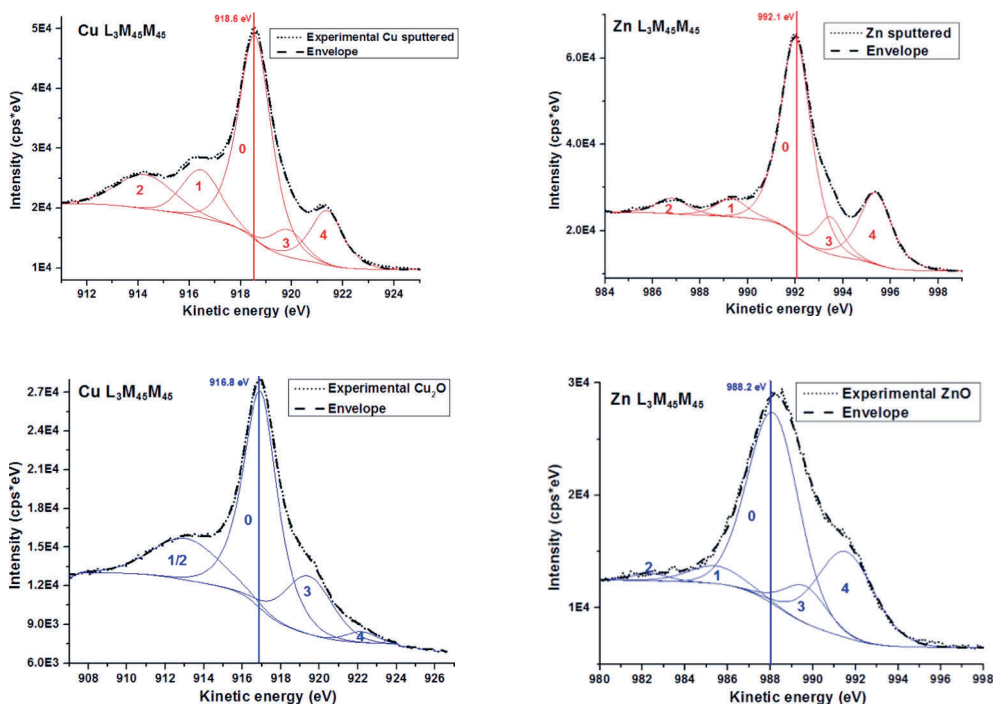 Cu L3M45M45
918.6 eV
Experimental Cu sputtered
Envelope
5E4
4E4
3E4
2E4
1E4
Intensity (cps*eV)
2
1
0
3
4
912 914 916 918 920 922 924
Kinetic energy (eV)
Zn L3M45M45
992.1 eV
Zn sputtered
Envelope
6.0E4
4.0E4
2.0E4
Intensity (cps*eV)
2
1
0
3
4
984 986 988 990 992 994 996 998
Kinetic energy (eV)
Cu L3M45M45
916.8 eV
Experimental Cu2O
Envelope
2.7E4
2.4E4
2.1E4
1.8E4
1.5E4
1.2E4
9.0E3
6.0E3
Intensity (cps*eV)
1/2
0
3
4
908 910 912 914 916 918 920 922 924 926
Kinetic energy (eV)
Zn L3M45M45
988.2 eV
Experimental ZnO
Envelope
3E4
2E4
1E4
Intensity (cps*eV)
2
1
0
3
4
980 982 984 986 988 990 992 994 996 998
Kinetic energy (eV)